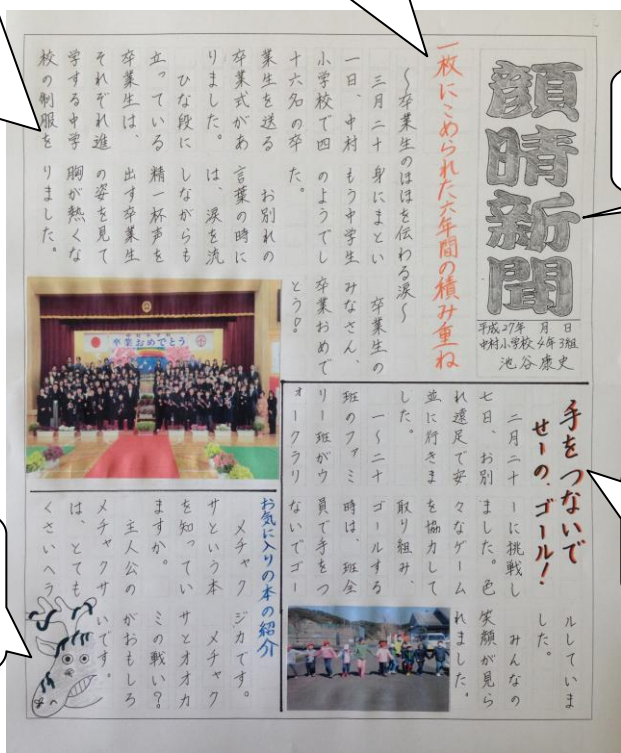 顔晴新聞
平成27年 月 日
中村小学校4年3組
池谷康史
一枚にこめられた六年間の積み重ね
〜卒業生のほほを伝わる涙〜
三月二十
一日、中村
小学校で四
十六名の卒
業生を送る
卒業式があ
りました。
ひな段に
立っている
卒業生は、
それぞれ進
学する中学
校の制服を
身にまとい
もう中学生
のようでし
た。
お別れの
言葉の時に
は、涙を流
しながらも
精一杯声を
出す卒業生
の姿を見て
胸が熱くな
りました。
卒業生の
みなさん、
卒業おめで
とう!!
卒業おめでとう
手をつないで
せーの、ゴール！
二月二十
七日、お別
れ遠足で安
並に行きま
した。
一〜二十
班のファミ
リー班がウ
ォークラリ
ーに挑戦し
ました。色
々なゲーム
を協力して
取り組み、
ゴールする
時は、班全
員で手をつ
ないでゴー
ルしていま
した。
みんなの
笑顔が見ら
れました。
お気に入りの本の紹介
メチャク
サという本
を知ってい
ますか。
主人公の
メチャクサ
は、とても
くさいヘラ
ジカです。
メチャク
サとオオカ
ミの戦い？
がおもしろ
いです。